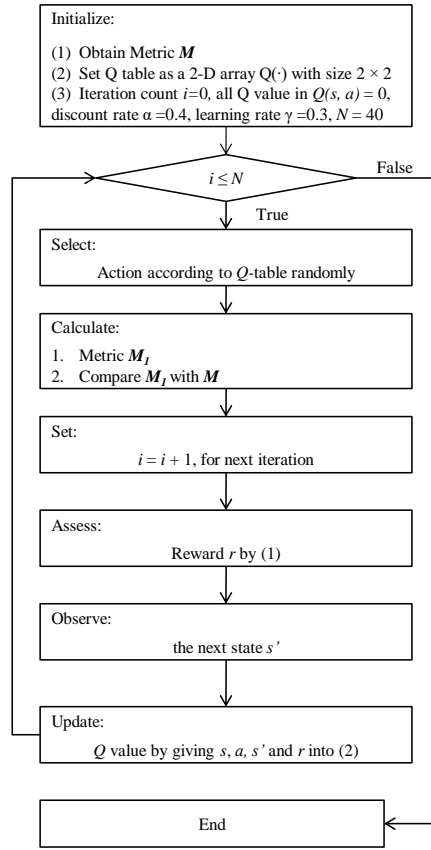 Initialize:
(1) Obtain Metric M
(2) Set Q table as a 2-D array Q(·) with size 2 × 2
(3) Iteration count i=0, all Q value in Q(s, a) = 0,
discount rate α =0.4, learning rate γ =0.3, N = 40
i ≤ N
False
True
Select:
Action according to Q-table randomly
Calculate:
1. Metric M₁
2. Compare M₁ with M
Set:
i = i + 1, for next iteration
Assess:
Reward r by (1)
Observe:
the next state s’
Update:
Q value by giving s, a, s’ and r into (2)
End